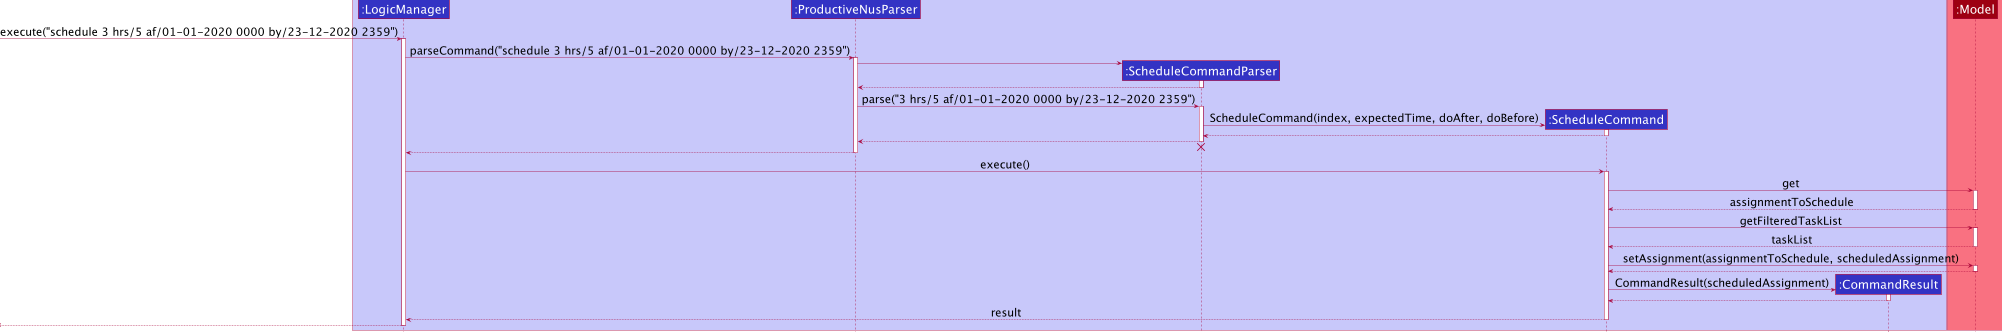 :LogicManager
:ProductiveNusParser
:Model
execute("schedule 3 hrs/5 af/01-01-2020 0000 by/23-12-2020 2359")
parseCommand("schedule 3 hrs/5 af/01-01-2020 0000 by/23-12-2020 2359")
:ScheduleCommandParser
parse("3 hrs/5 af/01-01-2020 0000 by/23-12-2020 2359")
ScheduleCommand(index, expectedTime, doAfter, doBefore)
:ScheduleCommand
execute()
get
assignmentToSchedule
getFilteredTaskList
taskList
setAssignment(assignmentToSchedule, scheduledAssignment)
CommandResult(scheduledAssignment)
:CommandResult
result